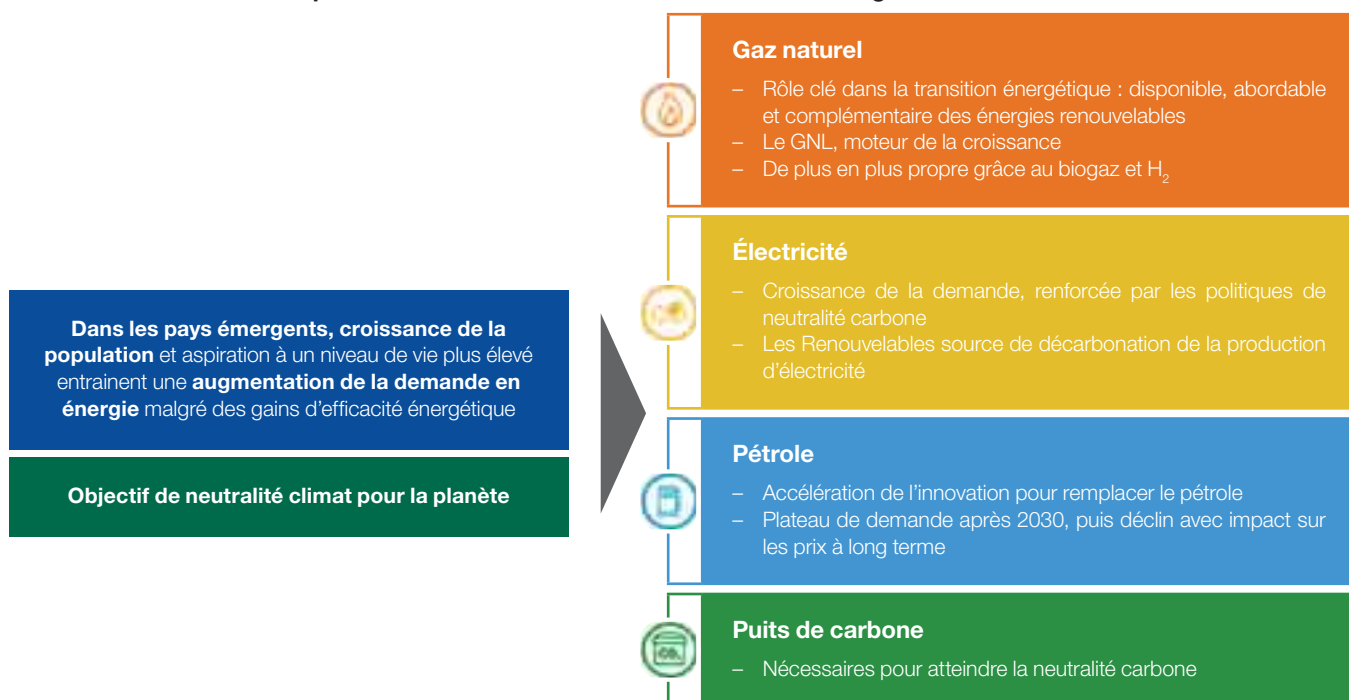 Dans les pays émergents, croissance de la
population et aspiration à un niveau de vie plus élevé
entrainent une augmentation de la demande en
énergie malgré des gains d'efficacité énergétique
Objectif de neutralité climat pour la planète
Gaz naturel
– Rôle clé dans la transition énergétique : disponible, abordable
et complémentaire des énergies renouvelables
– Le GNL, moteur de la croissance
– De plus en plus propre grâce au biogaz et H₂
Électricité
– Croissance de la demande, renforcée par les politiques de
neutralité carbone
– Les Renouvelables source de décarbonation de la production
d'électricité
Pétrole
– Accélération de l'innovation pour remplacer le pétrole
– Plateau de demande après 2030, puis déclin avec impact sur
les prix à long terme
Puits de carbone
– Nécessaires pour atteindre la neutralité carbone